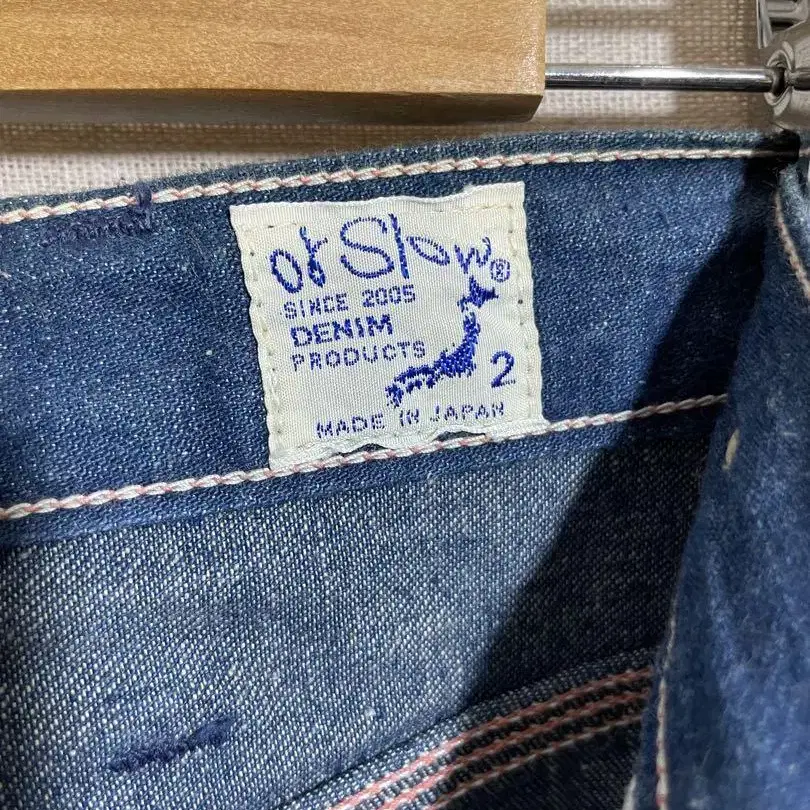 or Slow®
SINCE 2005
DENIM
PRODUCTS
2
MADE IN JAPAN